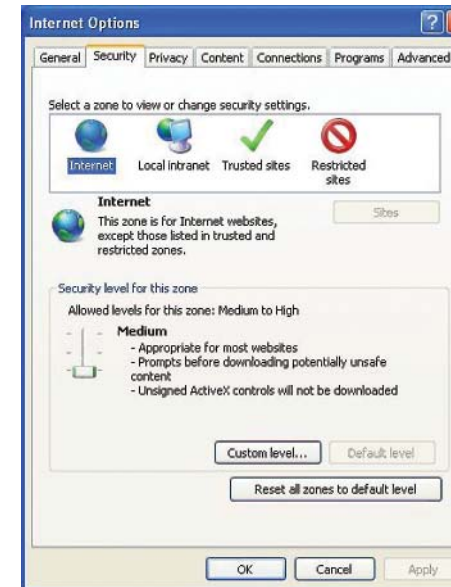 Internet Options
?
General Security Privacy Content Connections Programs Advanced
Select a zone to view or change security settings.
Internet Local intranet Trusted sites Restricted
sites
Internet
Sites
This zone is for Internet websites,
except those listed in trusted and
restricted zones.
Security level for this zone
Allowed levels for this zone: Medium to High
Medium
- Appropriate for most websites
- Prompts before downloading potentially unsafe
content
- Unsigned ActiveX controls will not be downloaded
Custom level... Default level
Reset all zones to default level
OK Cancel Apply